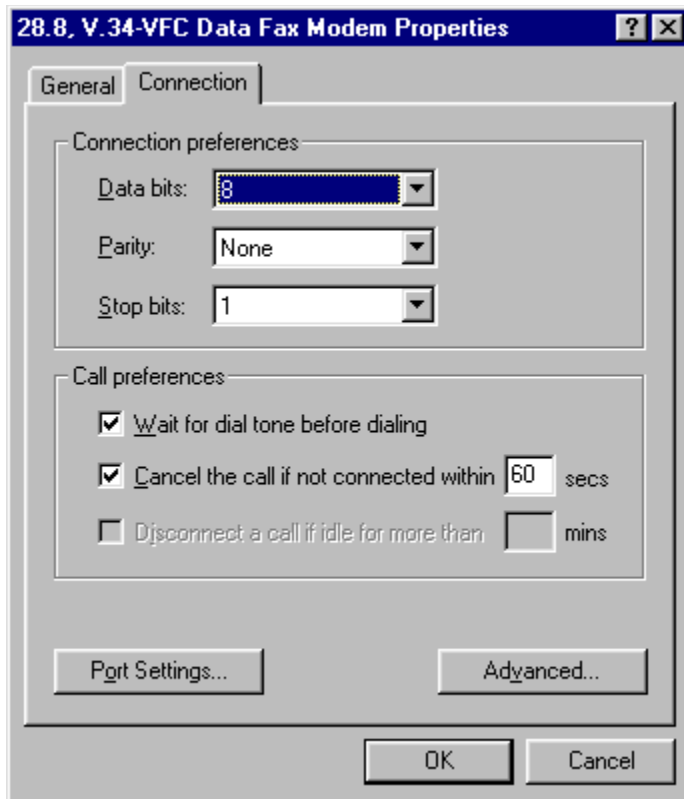 28.8, V.34-VFC Data Fax Modem Properties ?
General Connection
Connection preferences
Data bits: 8
Parity: None
Stop bits: 1
Call preferences
Wait for dial tone before dialing
Cancel the call if not connected within 60 secs
Disconnect a call if idle for more than mins
Port Settings... Advanced...
OK Cancel